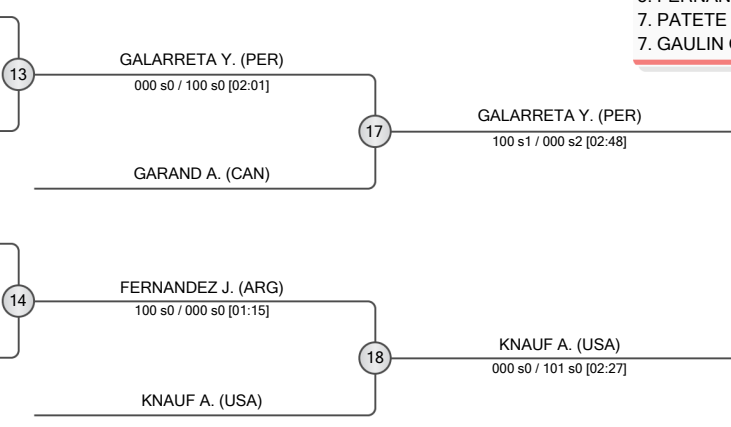 7. PATETE
7. GAULIN
13
GALARRETA Y. (PER)
000 s0 / 100 s0 [02:01]
17
GALARRETA Y. (PER)
100 s1 / 000 s2 [02:48]
GARAND A. (CAN)
14
FERNANDEZ J. (ARG)
100 s0 / 000 s0 [01:15]
18
KNAUF A. (USA)
000 s0 / 101 s0 [02:27]
KNAUF A. (USA)